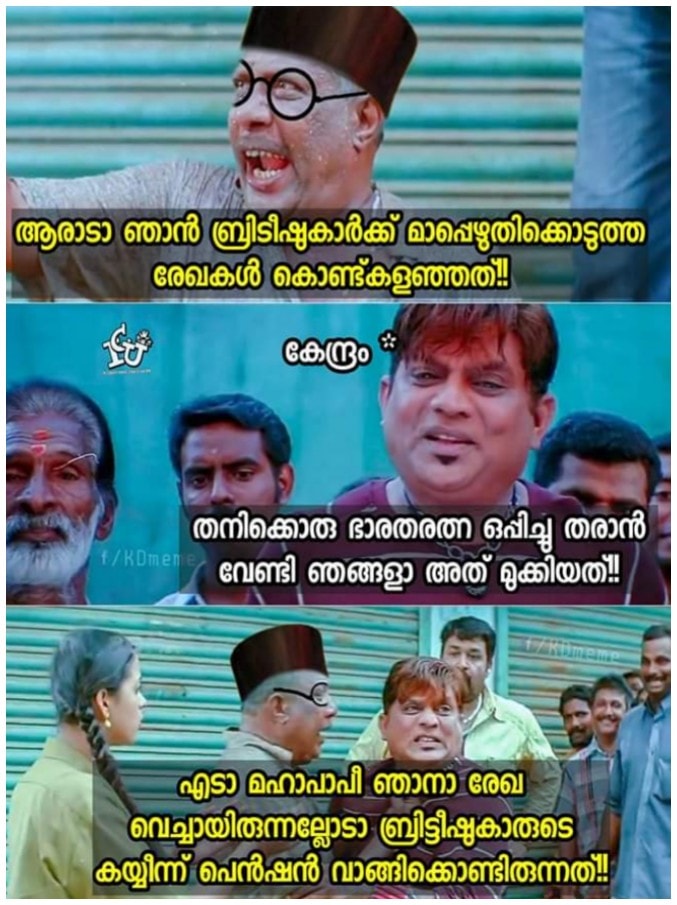 ആരാടാ ഞാൻ ബ്രിടീഷുകാർക്ക് മാപ്പെഴുതിക്കൊടുത്ത
രേഖകൾ കൊണ്ട്കളഞ്ഞത്!!
കേന്ദ്രം *
തനിക്കൊരു ഭാരതരത്ന ഒപ്പിച്ചു തരാൻ
f/KDmeme
വേണ്ടി ഞങ്ങളാ അത് മുക്കിയത്!!
f/KDmeme
എടാ മഹാപാപീ ഞാനാ രേഖ
വെച്ചായിരുന്നല്ലോടാ ബ്രിട്ടീഷുകാരുടെ
കയ്യീന്ന് പെൻഷൻ വാങ്ങിക്കൊണ്ടിരുന്നത്!!